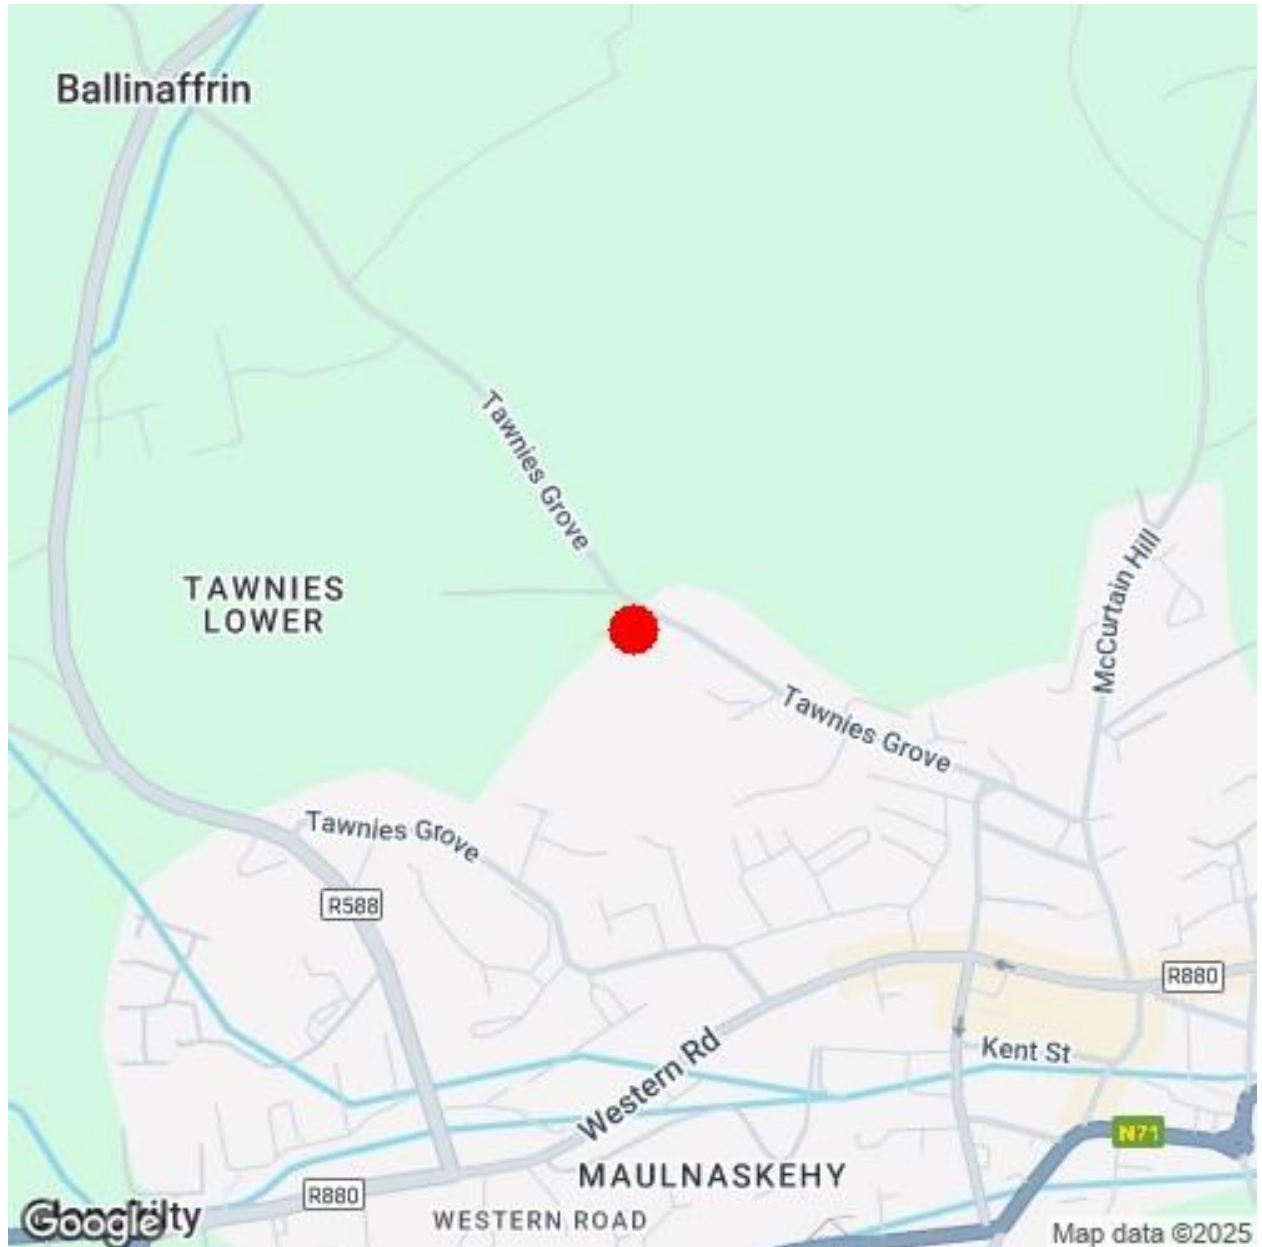 Ballinaffrin
Tawnies Grove
TAWNIES
LOWER
McCurtain Hill
Tawnies Grove
Tawnies Grove
R588
R880
Kent St
Western Rd
N71
MAULNASKEHY
R880
WESTERN ROAD
Google
Map data ©2025